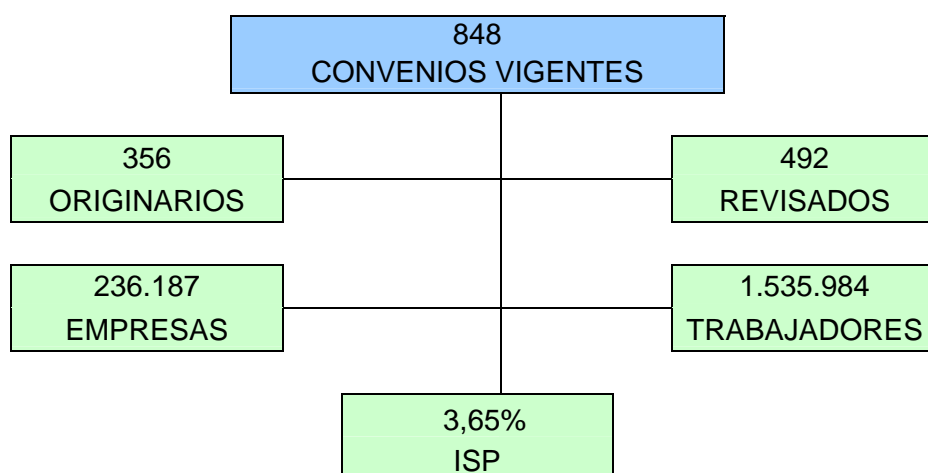 848
CONVENIOS VIGENTES
356
ORIGINARIOS
492
REVISADOS
236.187
EMPRESAS
1.535.984
TRABAJADORES
3,65%
ISP